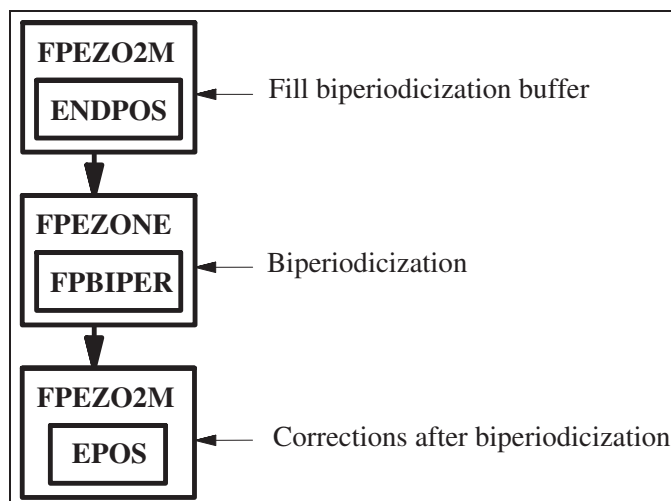 FPEZO2M
ENDPOS
Fill biperiodicization buffer
FPEZONE
FPBIPER
Biperiodicization
FPEZO2M
EPOS
Corrections after biperiodicization